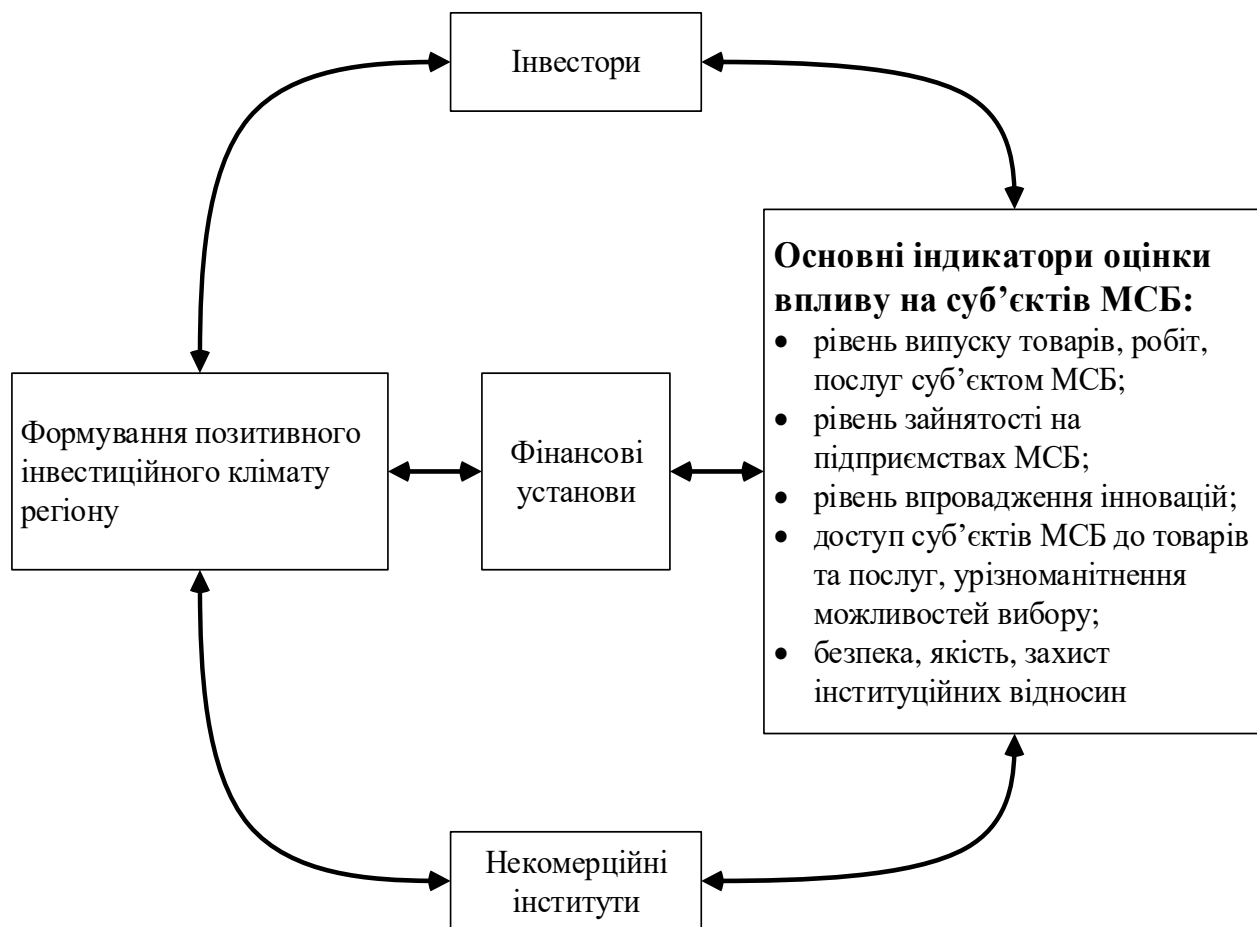 Інвестори
Основні індикатори оцінки
впливу на суб’єктів МСБ:
• рівень випуску товарів, робіт,
послуг суб’єктом МСБ;
• рівень зайнятості на
підприємствах МСБ;
• рівень впровадження інновацій;
• доступ суб’єктів МСБ до товарів
та послуг, урізноманітнення
можливостей вибору;
• безпека, якість, захист
інституційних відносин
Формування позитивного
інвестиційного клімату
регіону
Фінансові
установи
Некомерційні
інститути